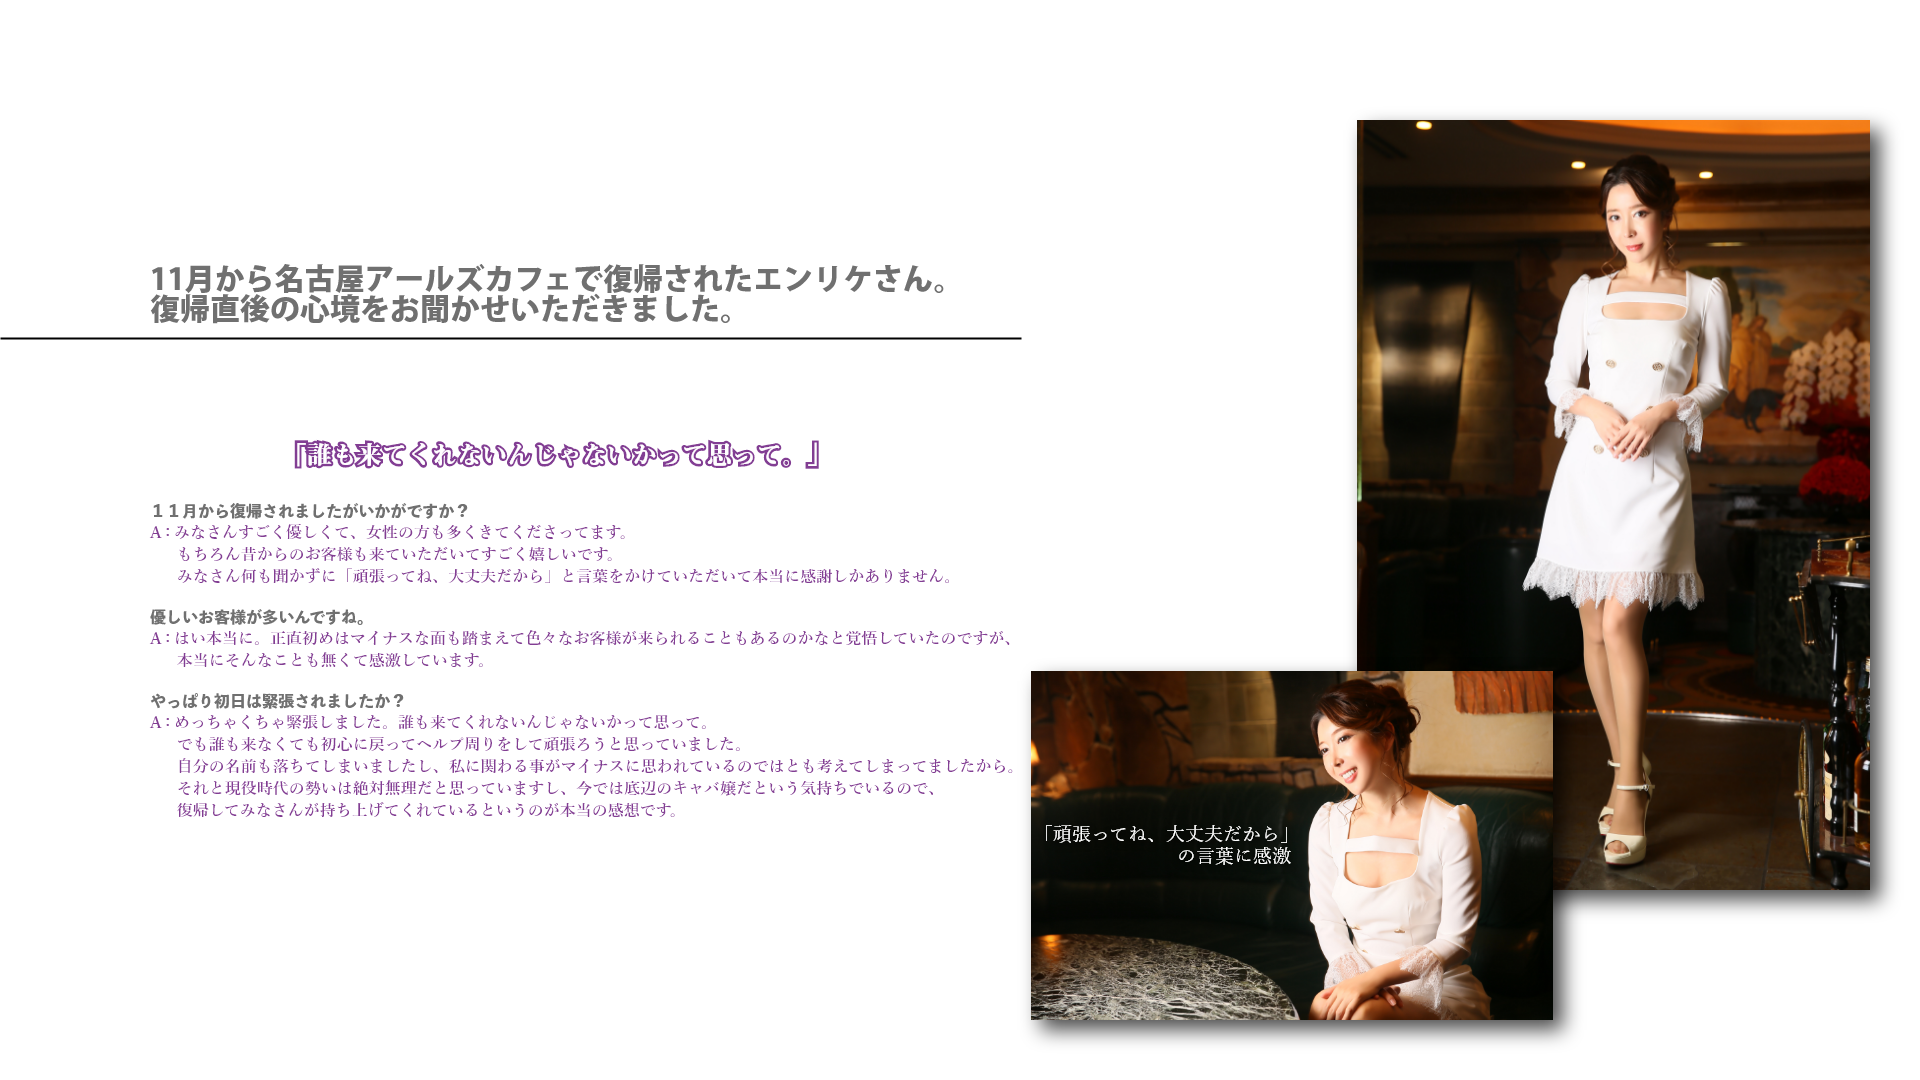 11月から名古屋アールズカフェで復帰されたエンリケさん。
復帰直後の心境をお聞かせいただきました。
『誰も来てくれないんじゃないかって思って。』
１１月から復帰されましたがいかがですか？
A：みなさんすごく優しくて、女性の方も多くきてくださってます。
もちろん昔からのお客様も来ていただいてすごく嬉しいです。
みなさん何も聞かずに「頑張ってね、大丈夫だから」と言葉をかけていただいて本当に感謝しかありません。
優しいお客様が多いんですね。
A：はい本当に。正直初めはマイナスな面も踏まえて色々なお客様が来られることもあるのかなと覚悟していたのですが、
本当にそんなことも無くて感激しています。
やっぱり初日は緊張されましたか？
A：めっちゃくちゃ緊張しました。誰も来てくれないんじゃないかって思って。
でも誰も来なくても初心に戻ってヘルプ周りをして頑張ろうと思っていました。
自分の名前も落ちてしまいましたし、私に関わる事がマイナスに思われているのではとも考えてしまってましたから。
それと現役時代の勢いは絶対無理だと思っていますし、今では底辺のキャバ嬢だという気持ちでいるので、
復帰してみなさんが持ち上げてくれているというのが本当の感想です。
「頑張ってね、大丈夫だから」
の言葉に感激